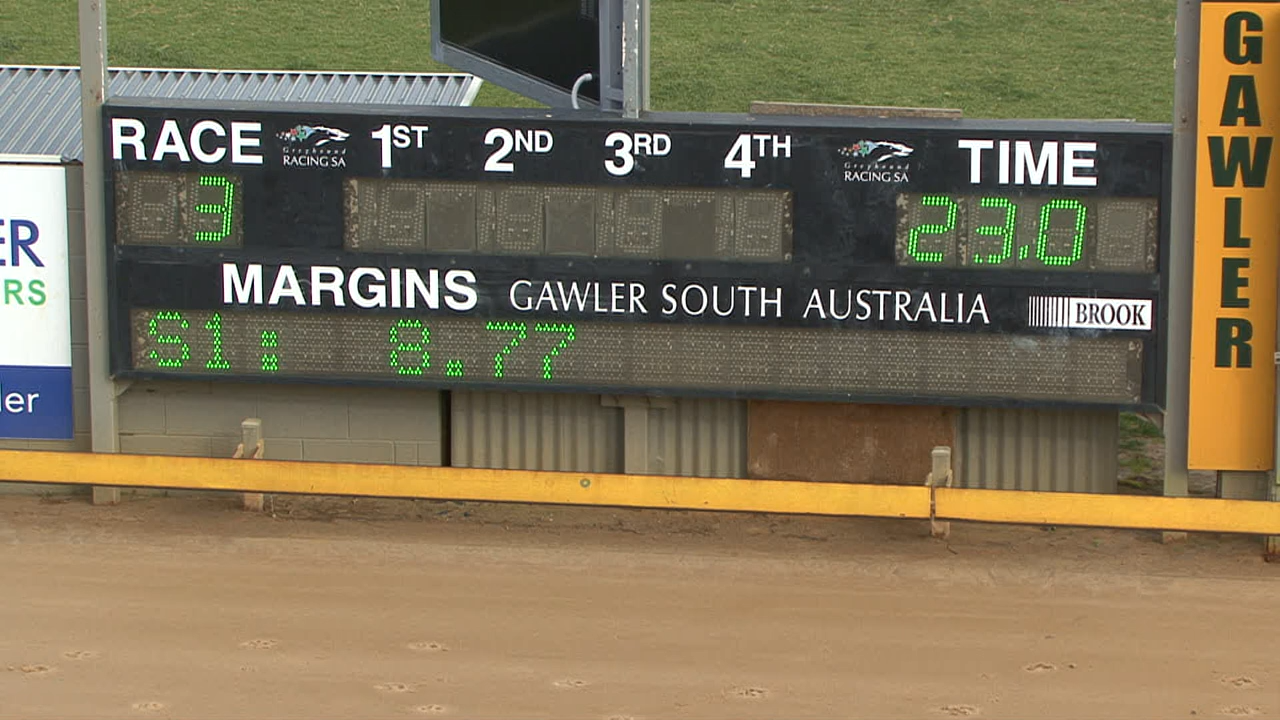 RACE 1ST 2ND 3RD 4TH TIME
Greyhound RACING SA
Greyhound RACING SA
3 23.0
MARGINS GAWLER SOUTH AUSTRALIA BROOK
S1: 8.77
GAWLER
ER
RS
ler